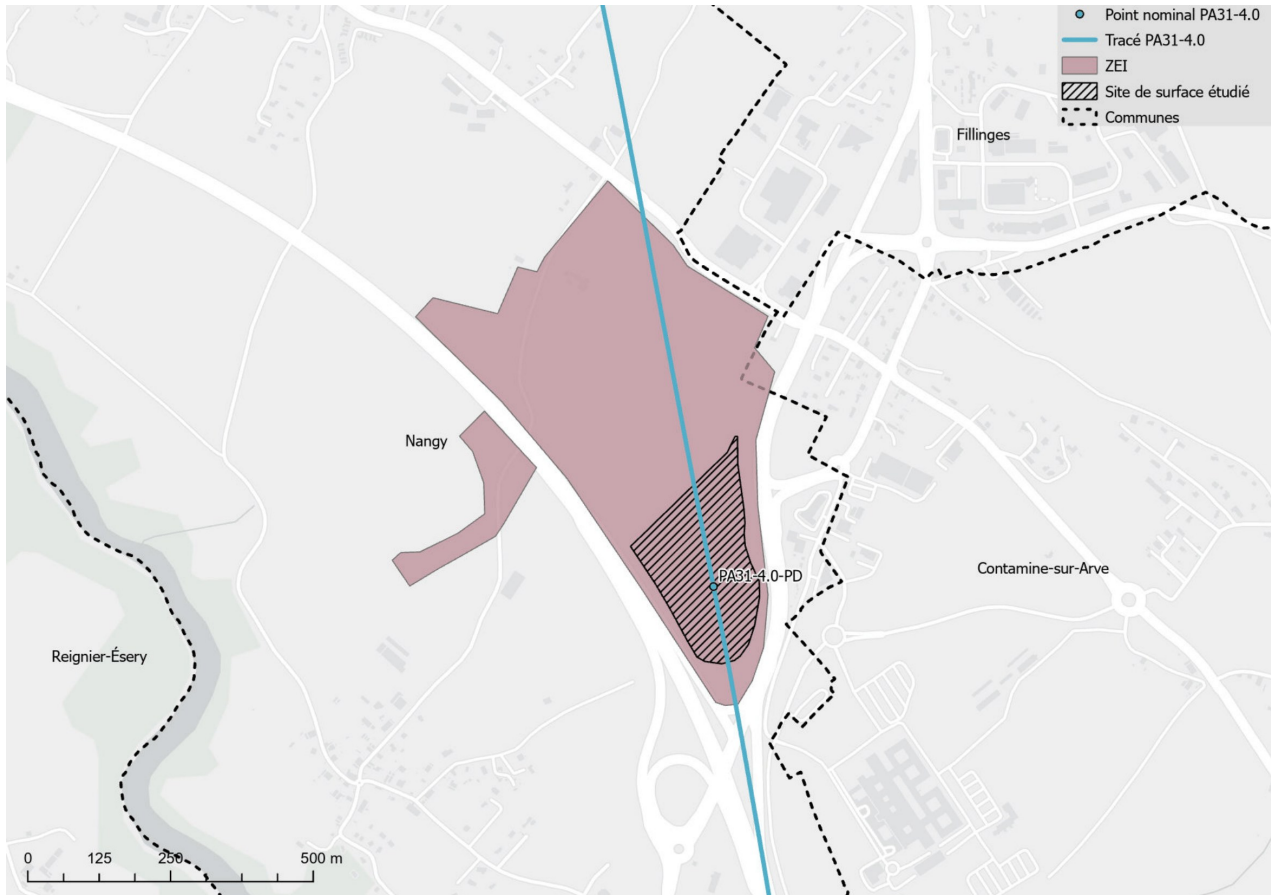 Point nominal PA31-4.0
Tracé PA31-4.0
ZEI
Site de surface étudié
Communes
Fillinges
Nangy
PA31-4.0-PD
Contamine-sur-Arve
Reignier-Ésery
0 125 250 500 m